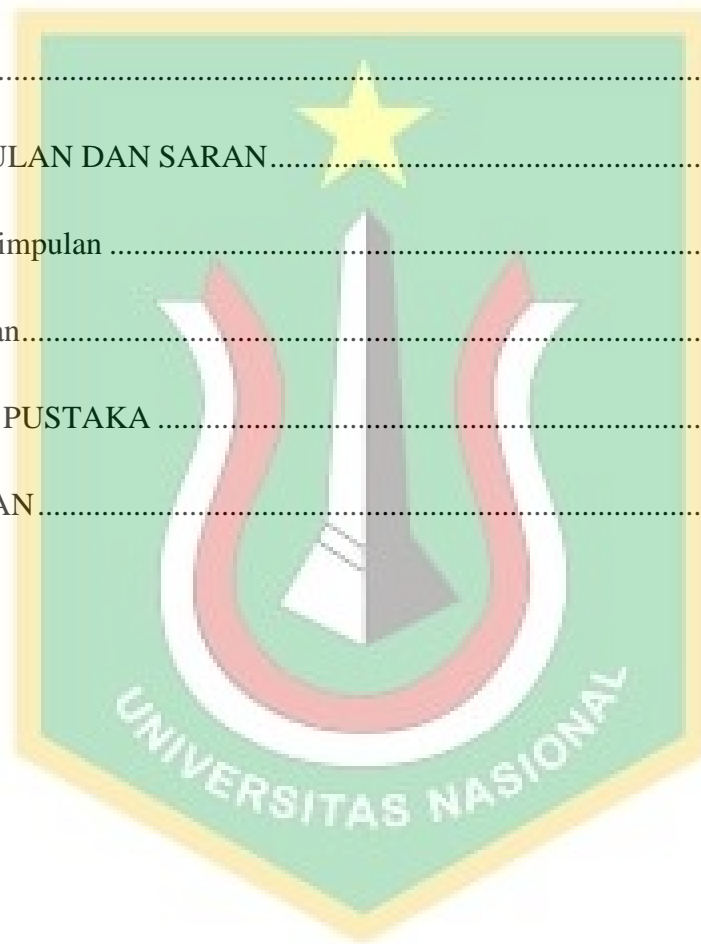 ................................................................................
ULAN DAN SARAN......................................................
impulan ..........................................................................
an.....................................................................................
PUSTAKA ....................................................................
AN...................................................................................
UNIVERSITAS NASIONAL